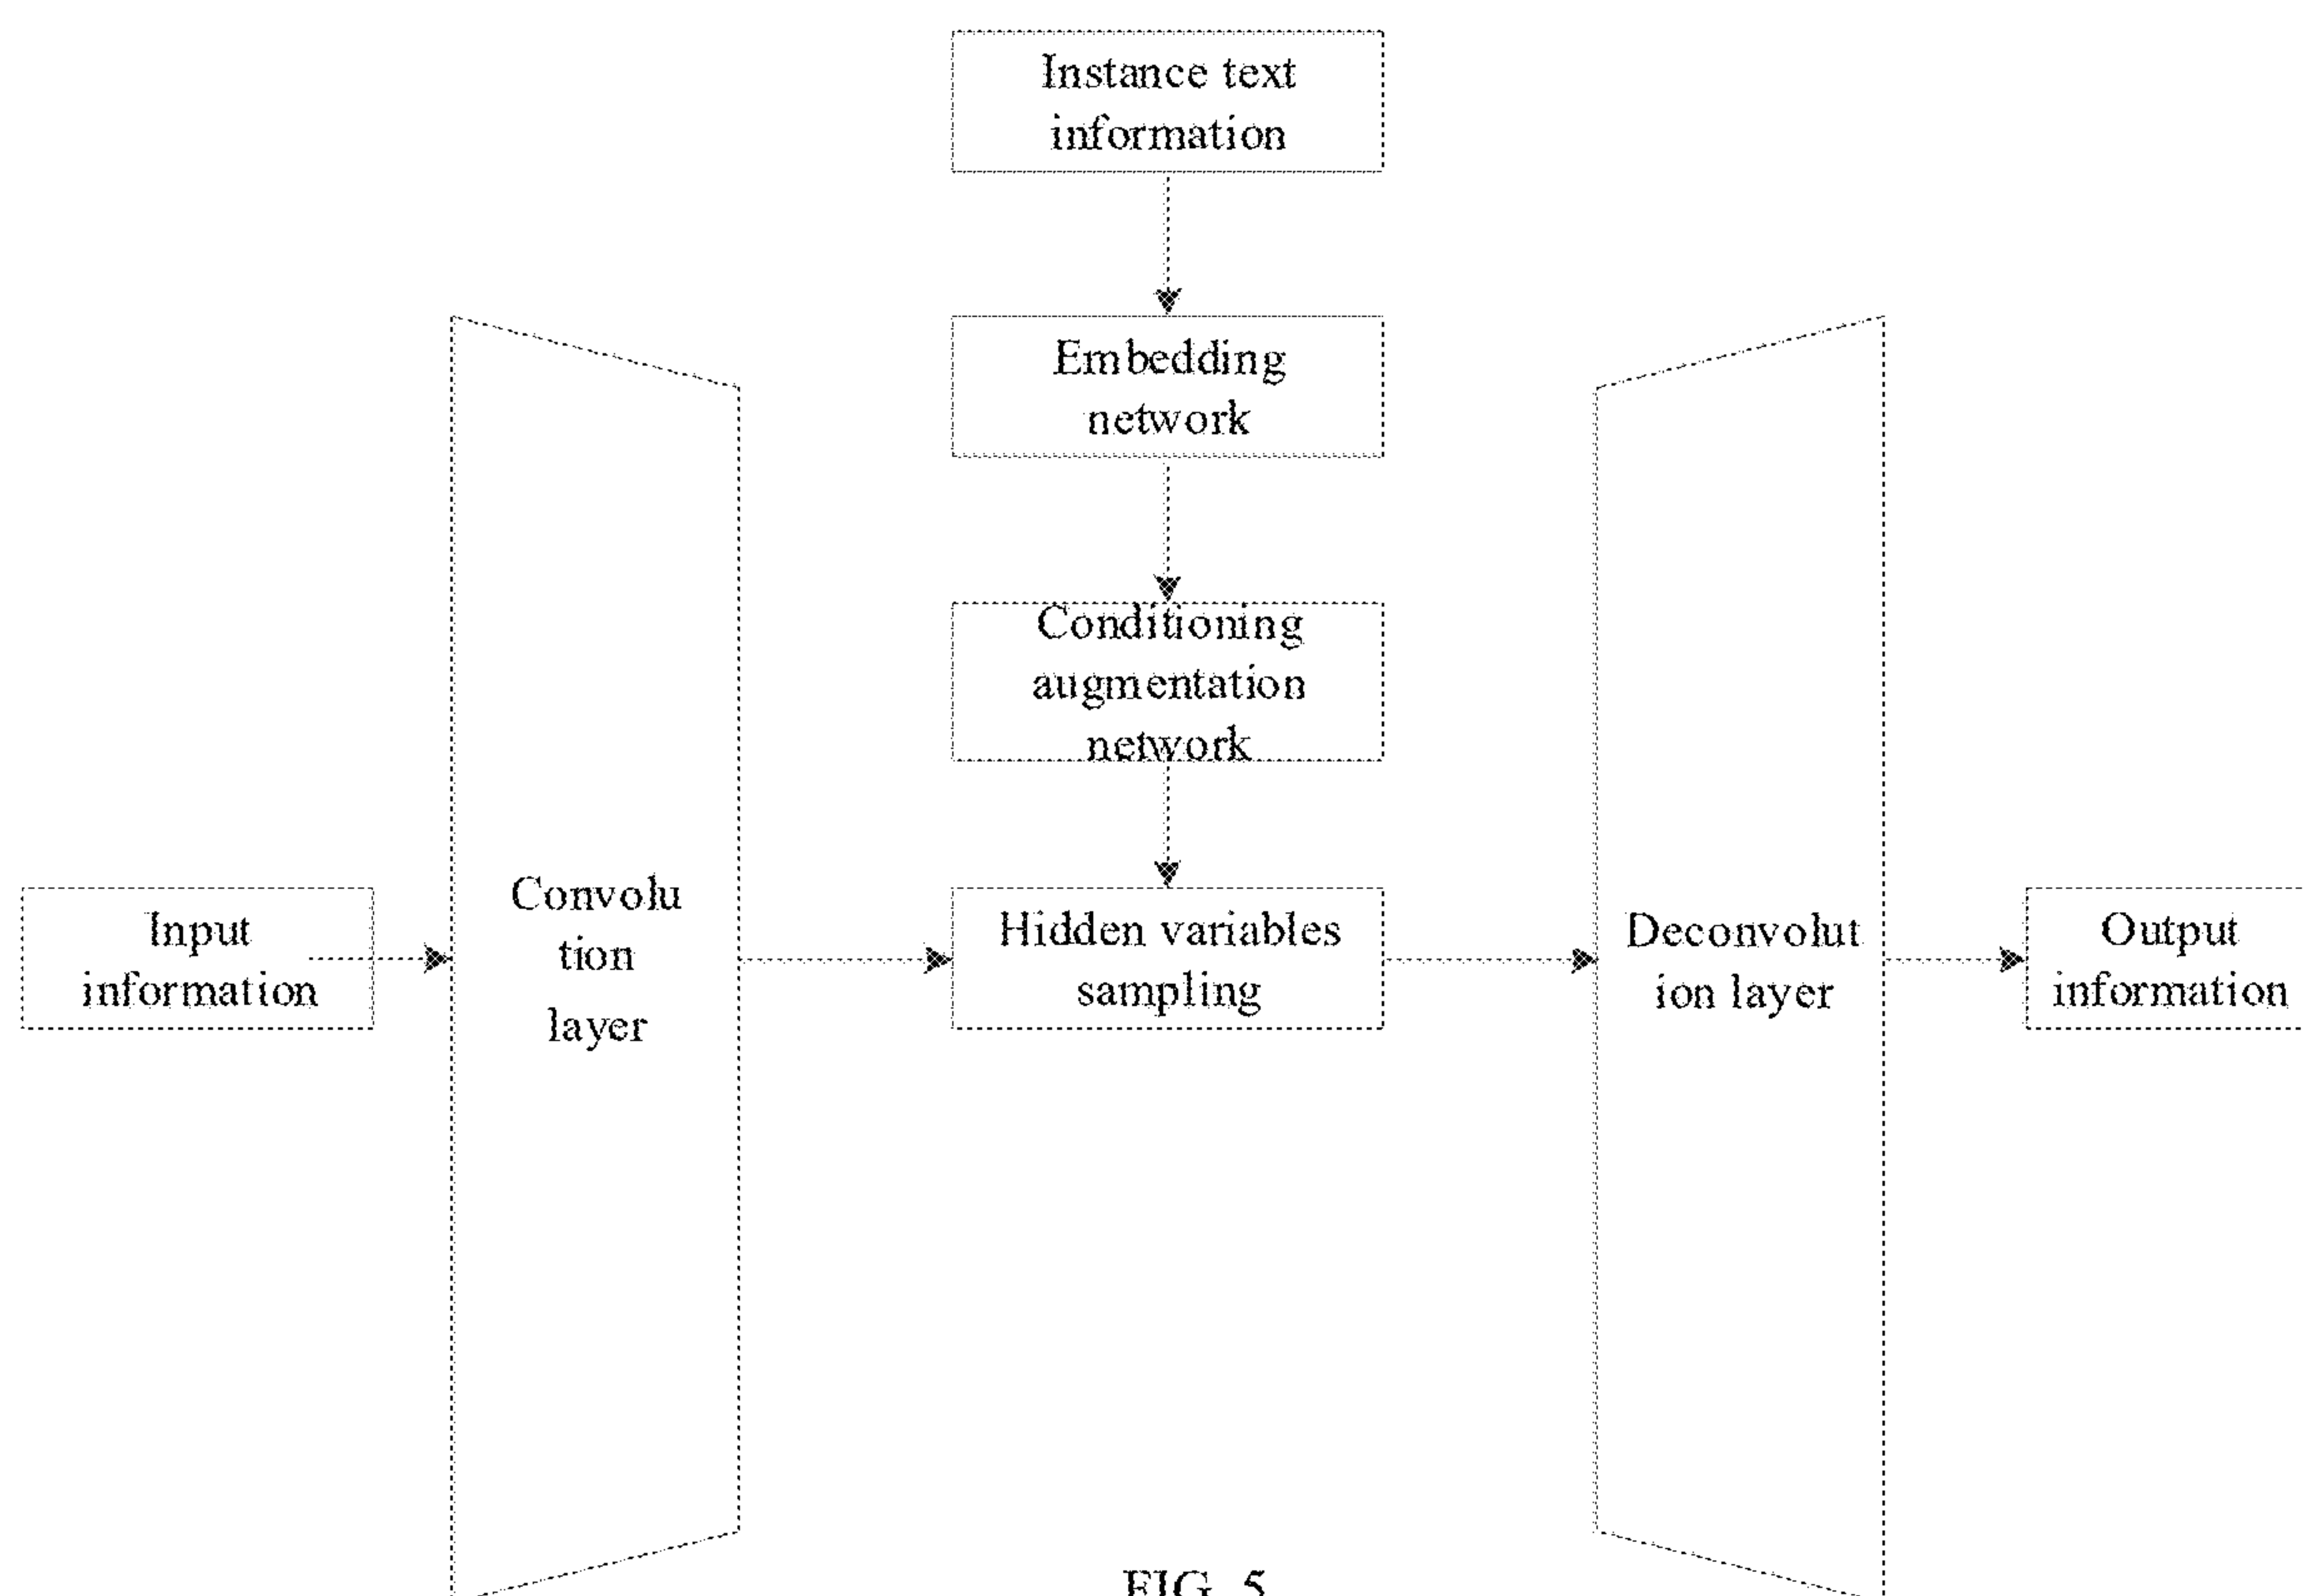 Instance text
information
Embedding
network
Conditioning
augmentation
network
Input
information
Convolu
tion
layer
Hidden variables
sampling
Deconvolut
ion layer
Output
information
FIG. 5